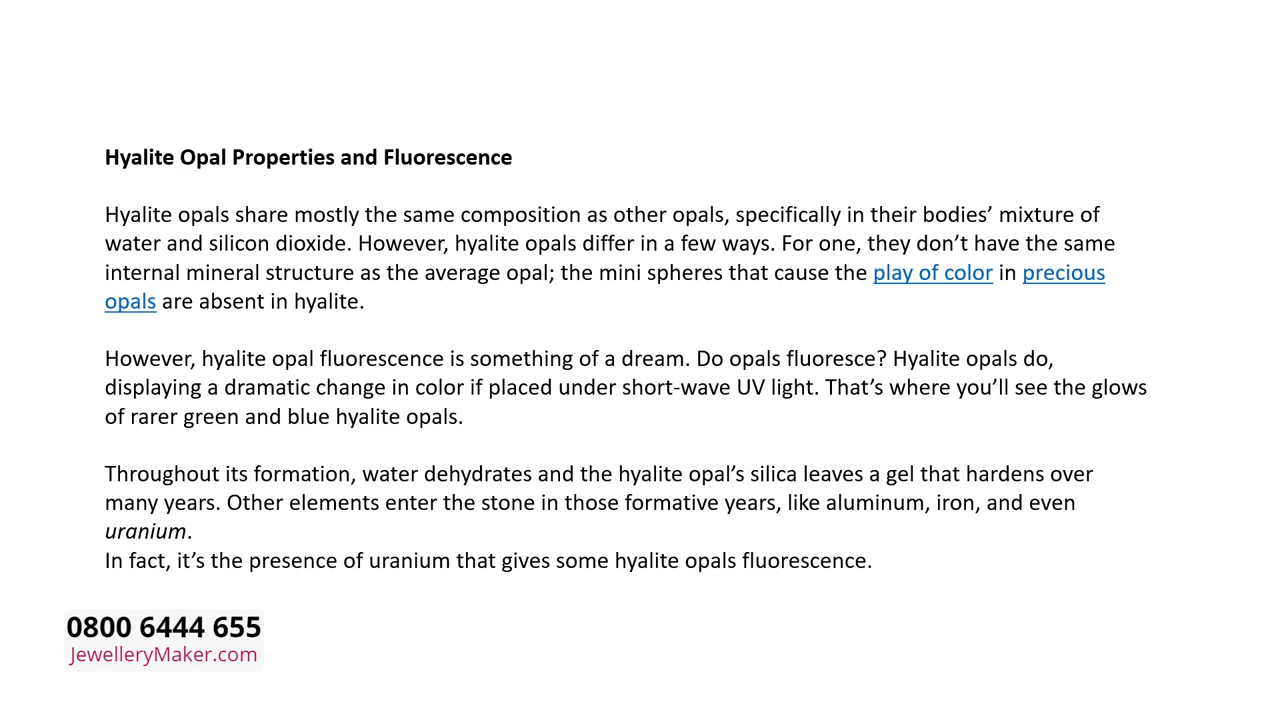 Hyalite Opal Properties and Fluorescence
Hyalite opals share mostly the same composition as other opals, specifically in their bodies’ mixture of
water and silicon dioxide. However, hyalite opals differ in a few ways. For one, they don’t have the same
internal mineral structure as the average opal; the mini spheres that cause the play of color in precious
opals are absent in hyalite.
However, hyalite opal fluorescence is something of a dream. Do opals fluoresce? Hyalite opals do,
displaying a dramatic change in color if placed under short-wave UV light. That’s where you’ll see the glows
of rarer green and blue hyalite opals.
Throughout its formation, water dehydrates and the hyalite opal’s silica leaves a gel that hardens over
many years. Other elements enter the stone in those formative years, like aluminum, iron, and even
uranium.
In fact, it’s the presence of uranium that gives some hyalite opals fluorescence.
0800 6444 655
JewelleryMaker.com